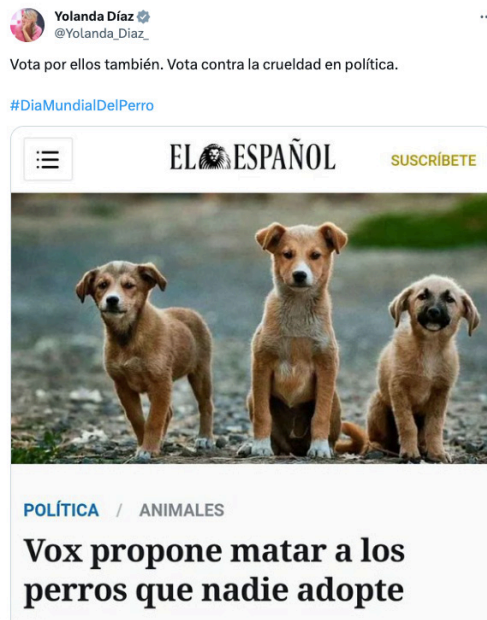 Yolanda Díaz
@Yolanda_Diaz_
Vota por ellos también. Vota contra la crueldad en política.
#DiaMundialDelPerro
EL ESPAÑOL
SUSCRÍBETE
POLÍTICA / ANIMALES
Vox propone matar a los
perros que nadie adopte